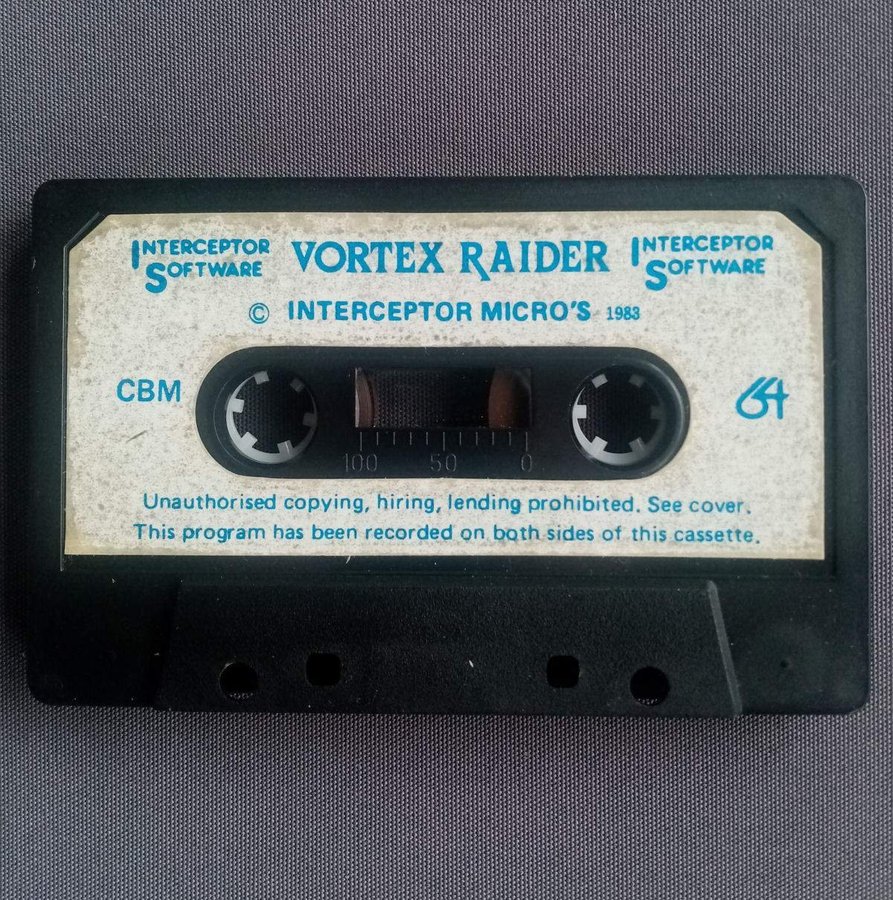 INTERCEPTOR SOFTWARE VORTEX RAIDER INTERCEPTOR SOFTWARE
© INTERCEPTOR MICRO'S 1983
CBM 64
100 50 0
Unauthorised copying, hiring, lending prohibited. See cover.
This program has been recorded on both sides of this cassette.